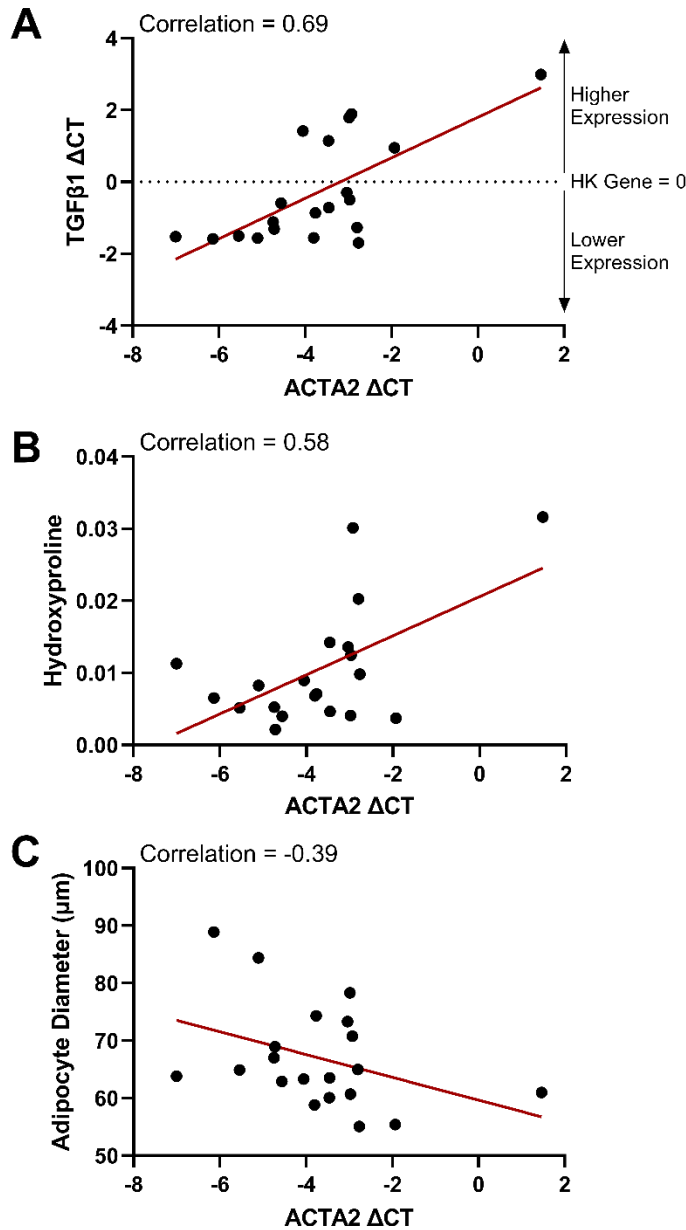 A
Correlation = 0.69
4
2
0
-2
-4
TGFβ1 ΔCT
Higher
Expression
HK Gene = 0
Lower
Expression
-8 -6 -4 -2 0 2
ACTA2 ΔCT
B
Correlation = 0.58
0.04
0.03
0.02
0.01
0.00
Hydroxyproline
-8 -6 -4 -2 0 2
ACTA2 ΔCT
C
Correlation = -0.39
100
90
80
70
60
50
Adipocyte Diameter (μm)
-8 -6 -4 -2 0 2
ACTA2 ΔCT